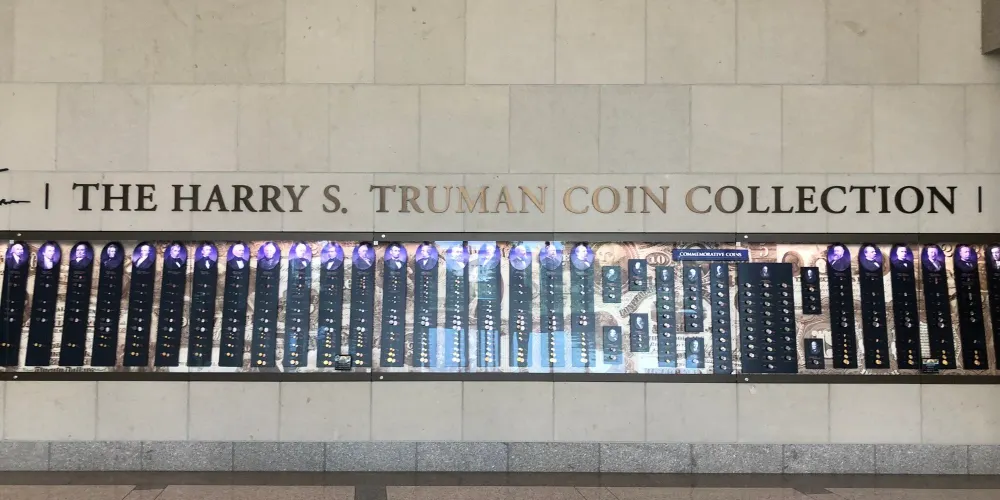 | THE HARRY S. TRUMAN COIN COLLECTION |
COMMEMORATIVE COINS